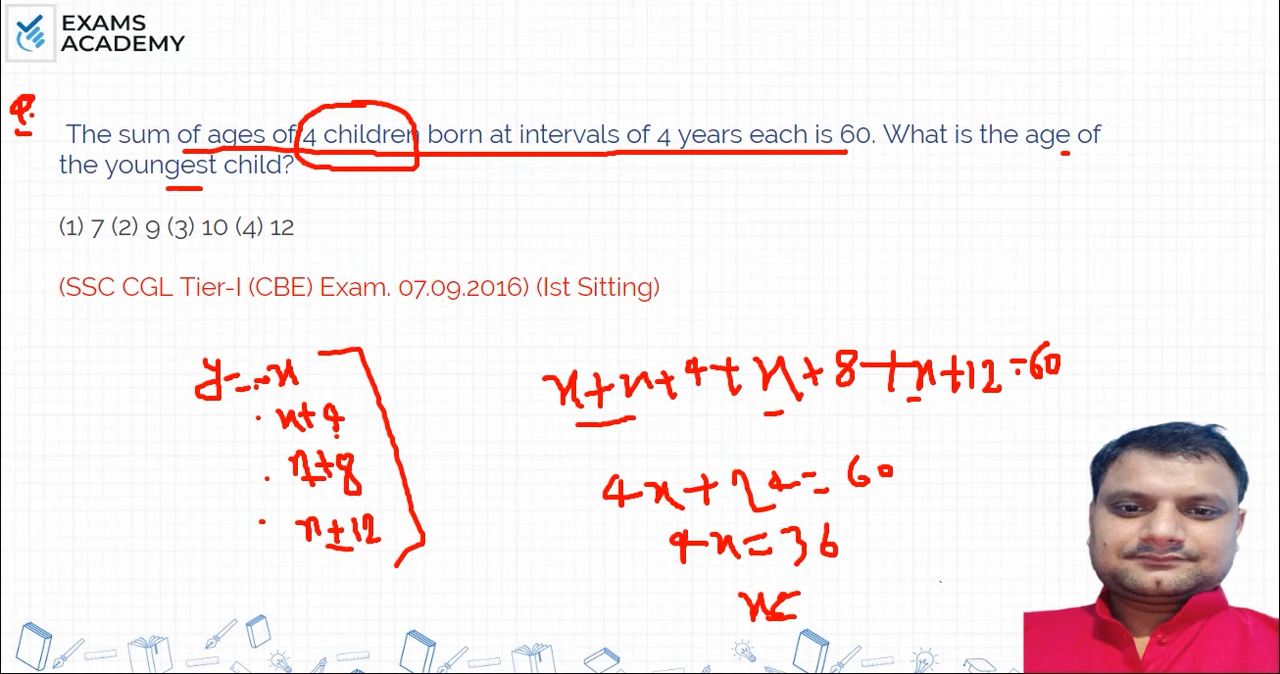 EXAMS
ACADEMY
Q.
The sum of ages of 4 children born at intervals of 4 years each is 60. What is the age of
the youngest child?
(1) 7 (2) 9 (3) 10 (4) 12
(SSC CGL Tier-I (CBE) Exam. 07.09.2016) (Ist Sitting)
y = x
x+4
x+8
x+12
x+x+4+x+8+x+12=60
4x+24=60
4x=36
x=